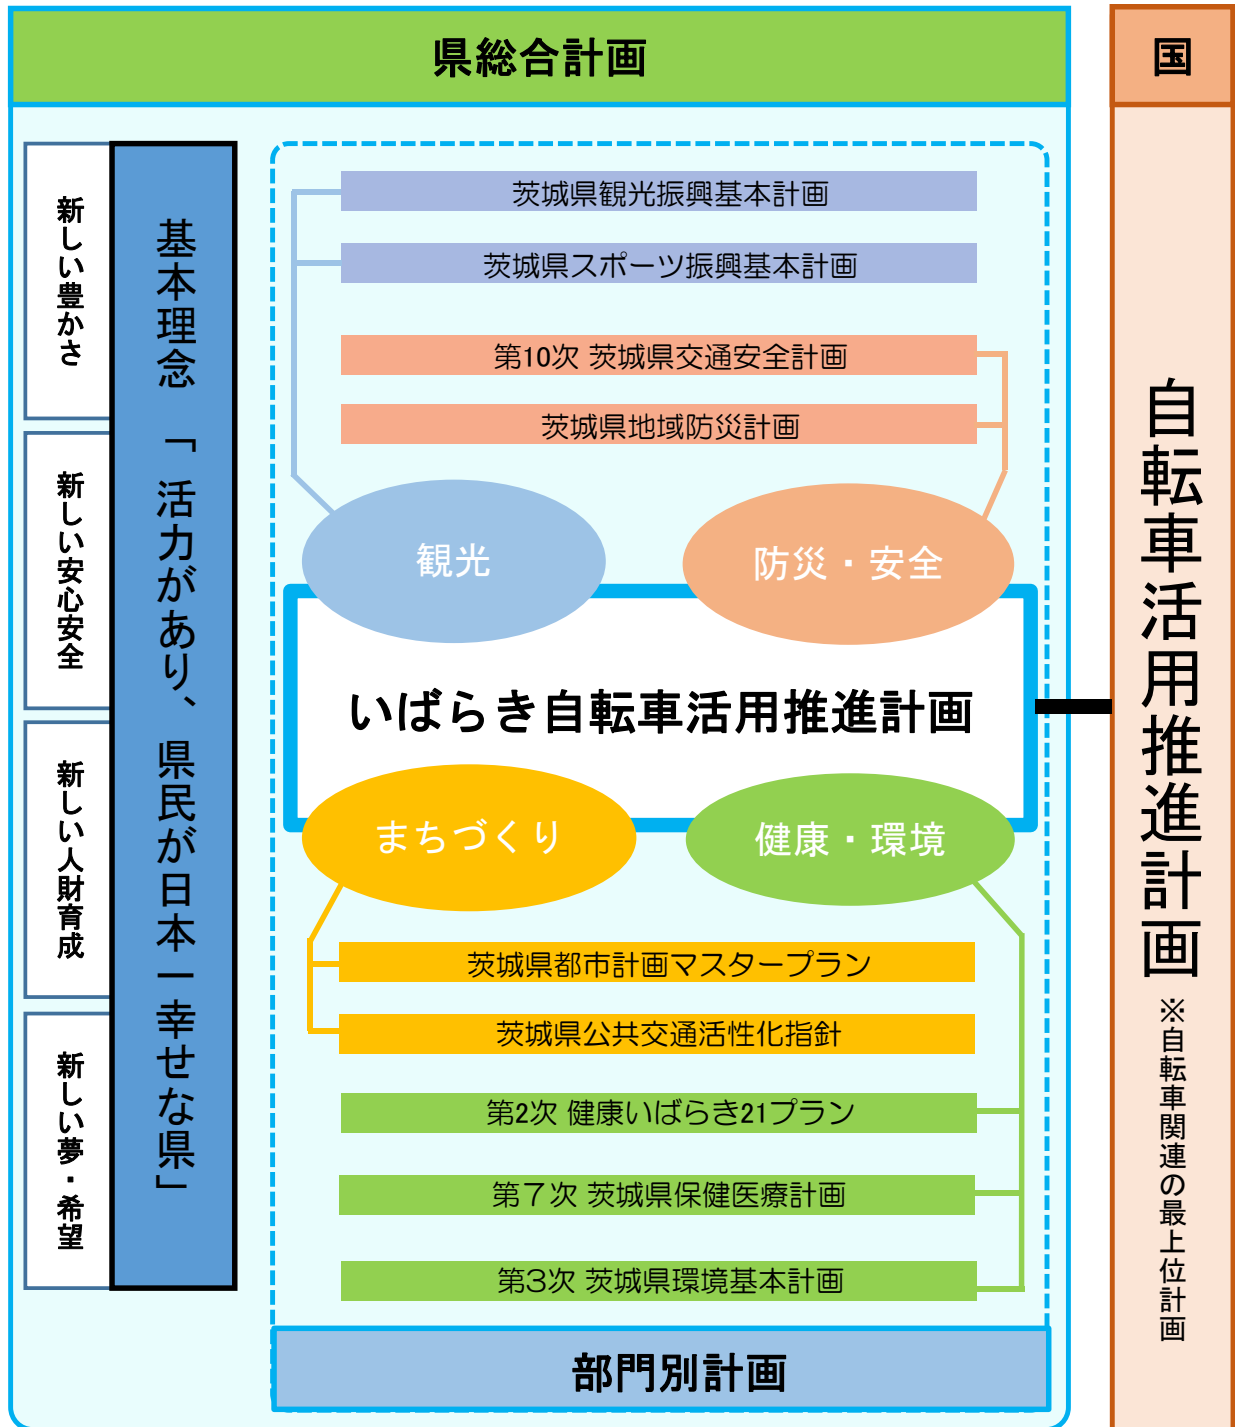 県総合計画
国
新しい豊かさ
新しい安心安全
新しい人財育成
新しい夢・希望
基本理念 「活力があり、県民が日本一幸せな県」
茨城県観光振興基本計画
茨城県スポーツ振興基本計画
第10次 茨城県交通安全計画
茨城県地域防災計画
観光
防災・安全
いばらき自転車活用推進計画
まちづくり
健康・環境
茨城県都市計画マスタープラン
茨城県公共交通活性化指針
第2次 健康いばらき21プラン
第７次 茨城県保健医療計画
第3次 茨城県環境基本計画
部門別計画
自転車活用推進計画 ※自転車関連の最上位計画